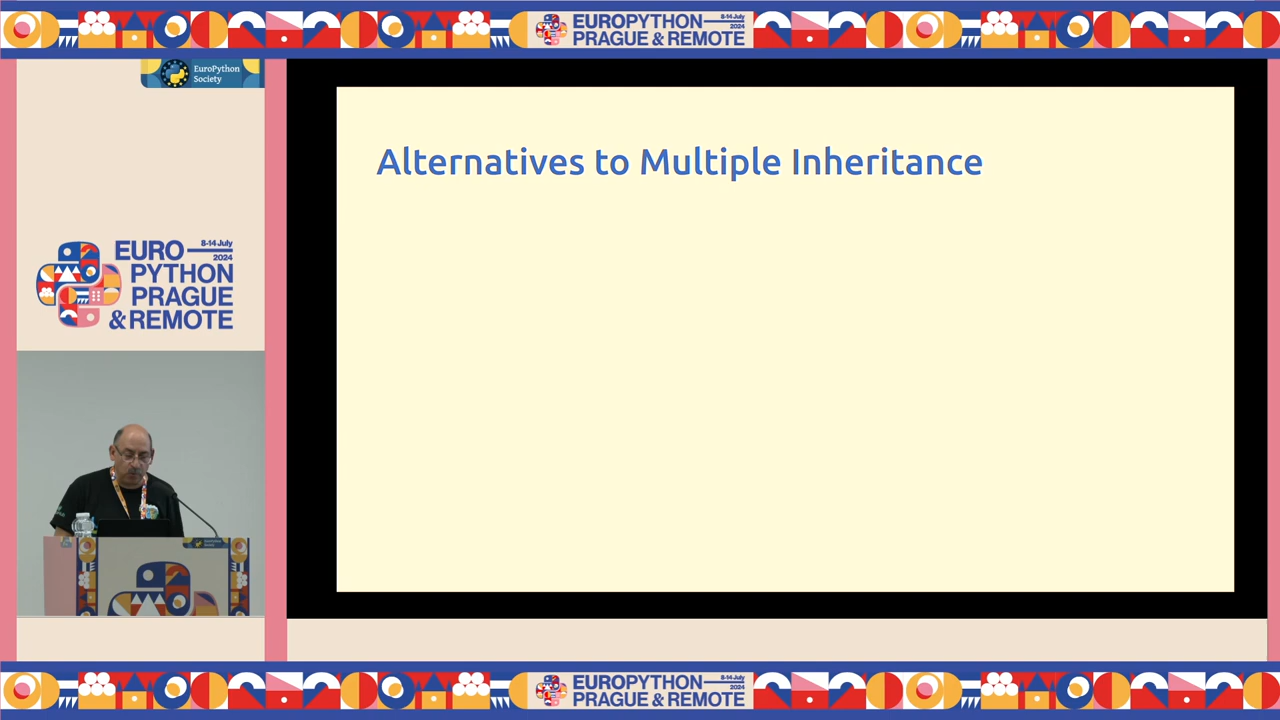 EUROPYTHON
8-14 July
2024
PRAGUE & REMOTE
EuroPython
Society
Alternatives to Multiple Inheritance
EURO
8-14 July
2024
PYTHON
PRAGUE
& REMOTE
EUROPYTHON
8-14 July
2024
PRAGUE & REMOTE